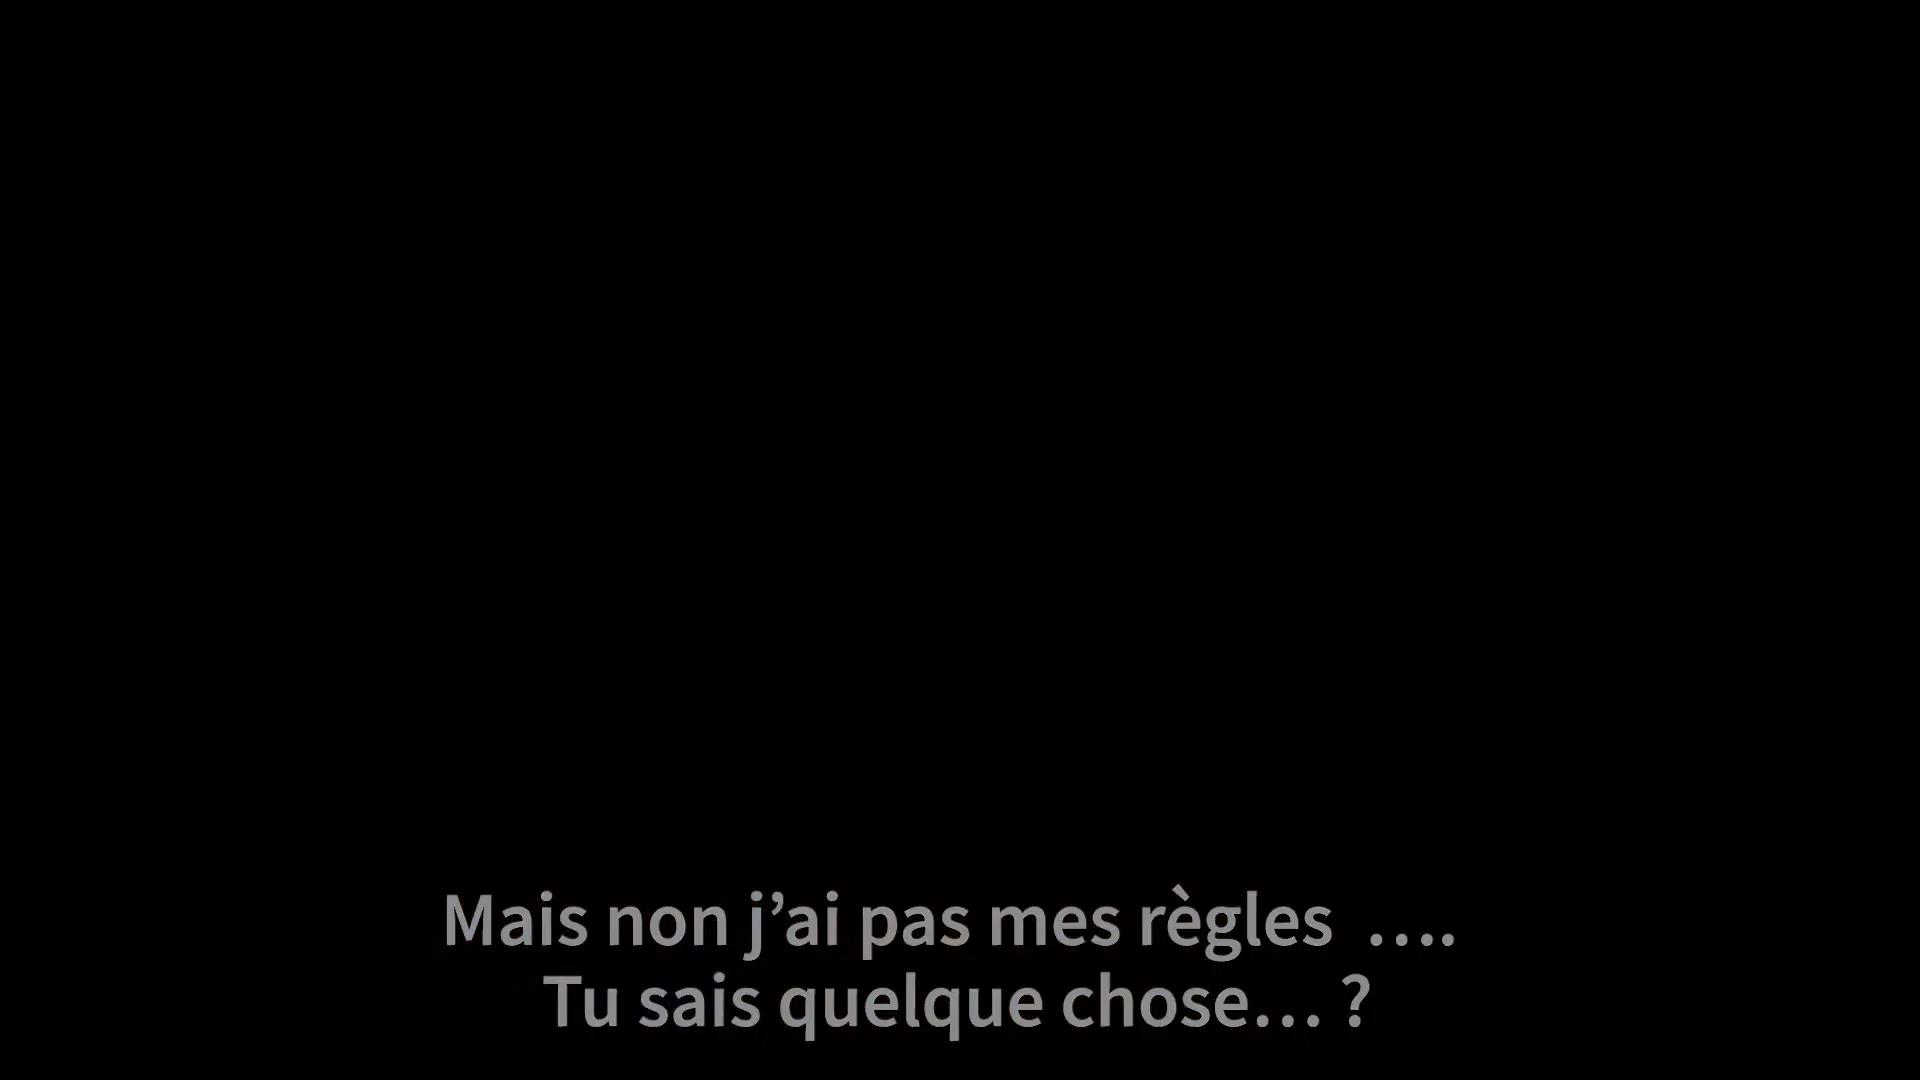 Mais non j’ai pas mes règles  ….
Tu sais quelque chose… ?